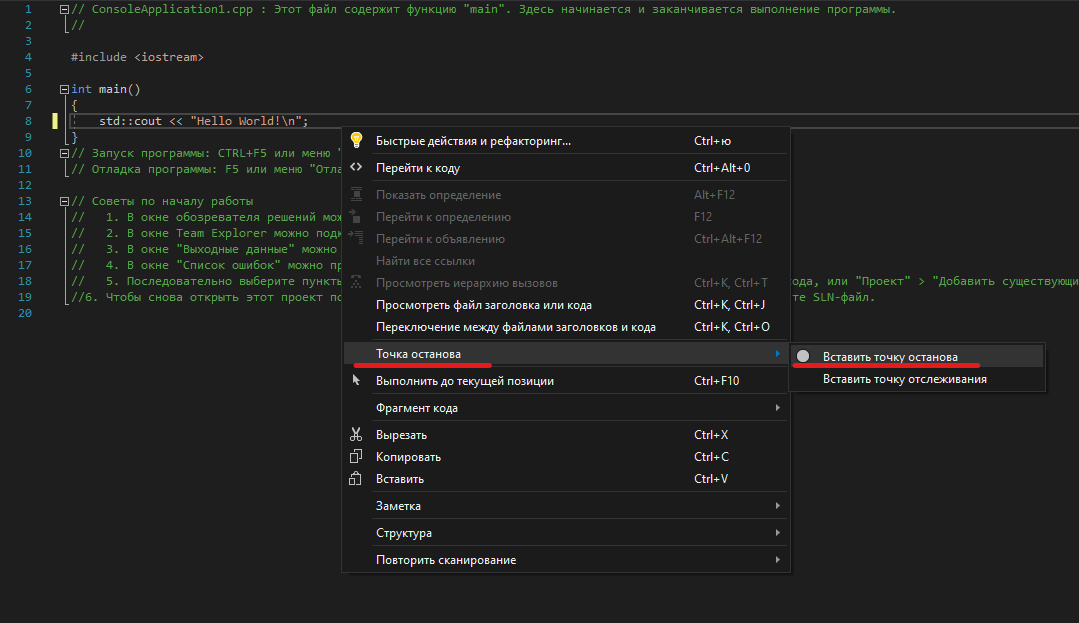 1 // ConsoleApplication1.cpp : Этот файл содержит функцию "main". Здесь начинается и заканчивается выполнение программы.
2 //
3
4 #include <iostream>
5
6 int main()
7 {
8 std::cout << "Hello World!\n";
9 }
10 // Запуск программы: CTRL+F5 или меню "
11 // Отладка программы: F5 или меню "Отла
12
13 // Советы по началу работы
14 // 1. В окне обозревателя решений мож
15 // 2. В окне Team Explorer можно подк
16 // 3. В окне "Выходные данные" можно
17 // 4. В окне "Список ошибок" можно пр
18 // 5. Последовательно выберите пункты ода, или "Проект" > "Добавить существующи
19 //6. Чтобы снова открыть этот проект по те SLN-файл.
20
Быстрые действия и рефакторинг... Ctrl+ю
Перейти к коду Ctrl+Alt+0
Показать определение Alt+F12
Перейти к определению F12
Перейти к объявлению Ctrl+Alt+F12
Найти все ссылки
Просмотреть иерархию вызовов Ctrl+K, Ctrl+T
Просмотреть файл заголовка или кода Ctrl+K, Ctrl+J
Переключение между файлами заголовков и кода Ctrl+K, Ctrl+O
Точка останова
Выполнить до текущей позиции Ctrl+F10
Фрагмент кода
Вырезать Ctrl+X
Копировать Ctrl+C
Вставить Ctrl+V
Заметка
Структура
Повторить сканирование
Вставить точку останова
Вставить точку отслеживания